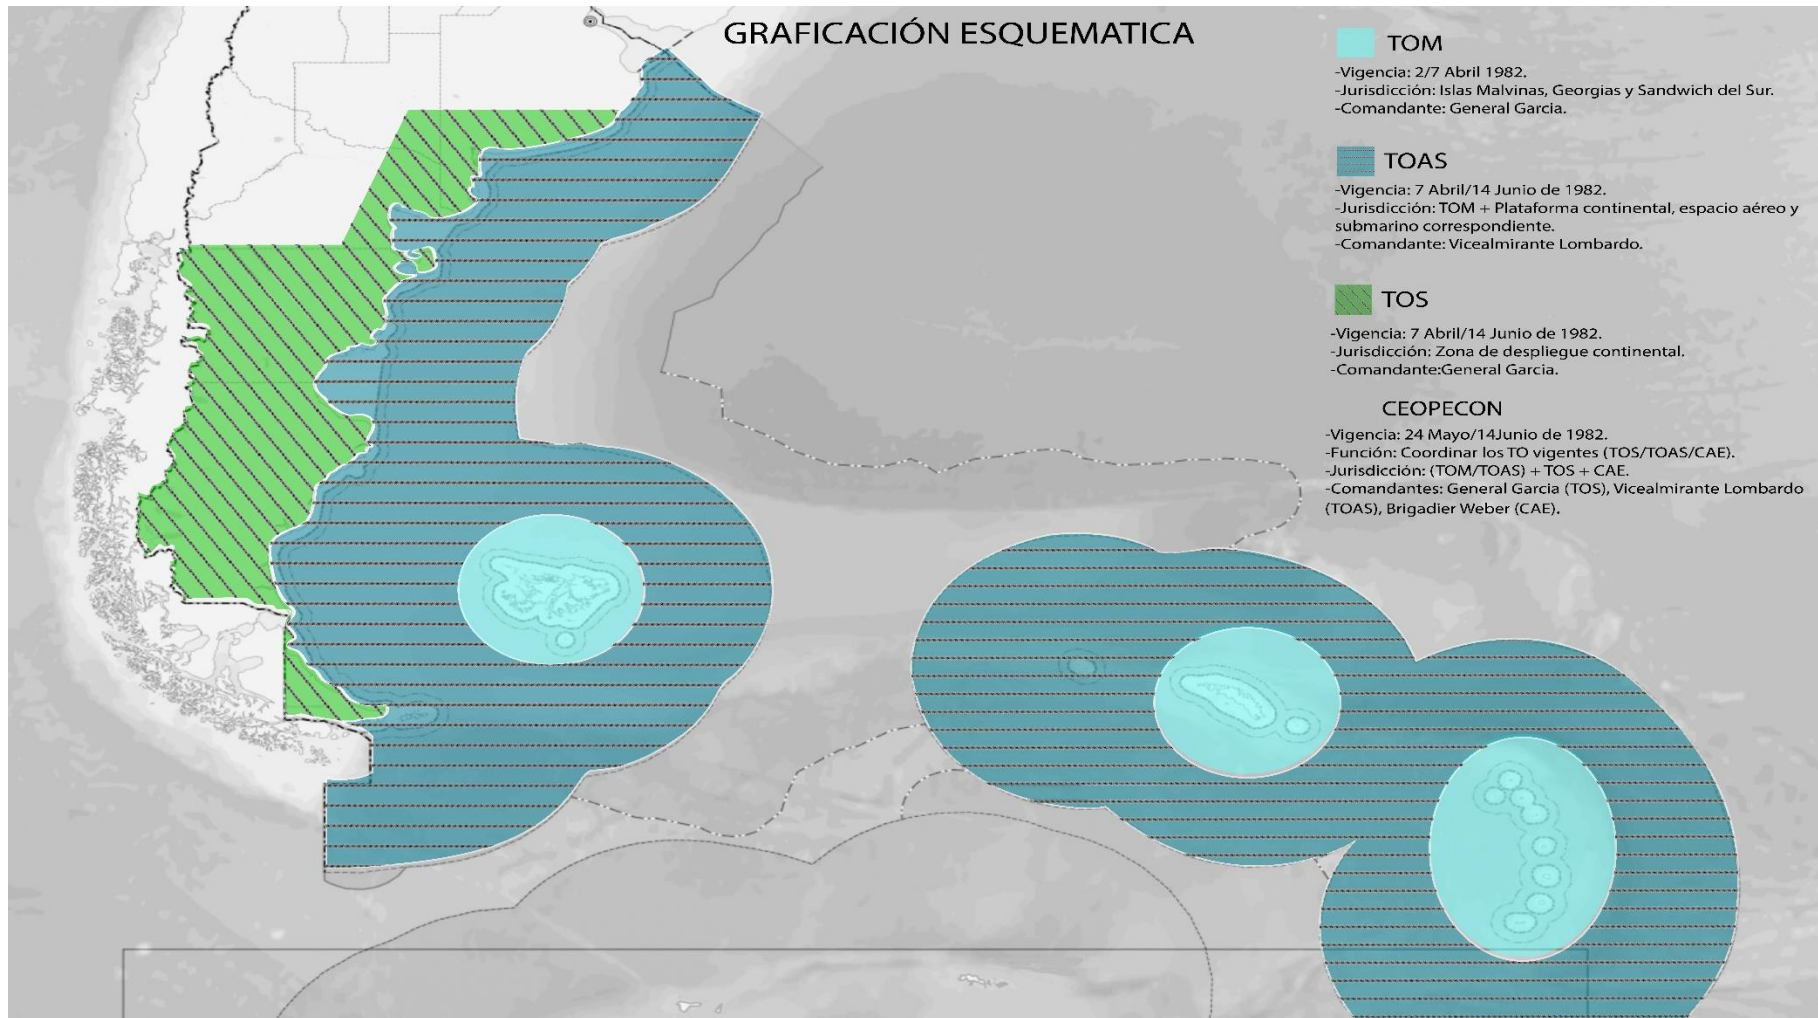 GRAFICACIÓN ESQUEMATICA
TOM
-Vigencia: 2/7 Abril 1982.
-Jurisdicción: Islas Malvinas, Georgias y Sandwich del Sur.
-Comandante: General Garcia.
TOAS
-Vigencia: 7 Abril/14 Junio de 1982.
-Jurisdicción: TOM + Plataforma continental, espacio aéreo y
submarino correspondiente.
-Comandante: Vicealmirante Lombardo.
TOS
-Vigencia: 7 Abril/14 Junio de 1982.
-Jurisdicción: Zona de despliegue continental.
-Comandante:General Garcia.
CEOPECON
-Vigencia: 24 Mayo/14Junio de 1982.
-Función: Coordinar los TO vigentes (TOS/TOAS/CAE).
-Jurisdicción: (TOM/TOAS) + TOS + CAE.
-Comandantes: General Garcia (TOS), Vicealmirante Lombardo
(TOAS), Brigadier Weber (CAE).